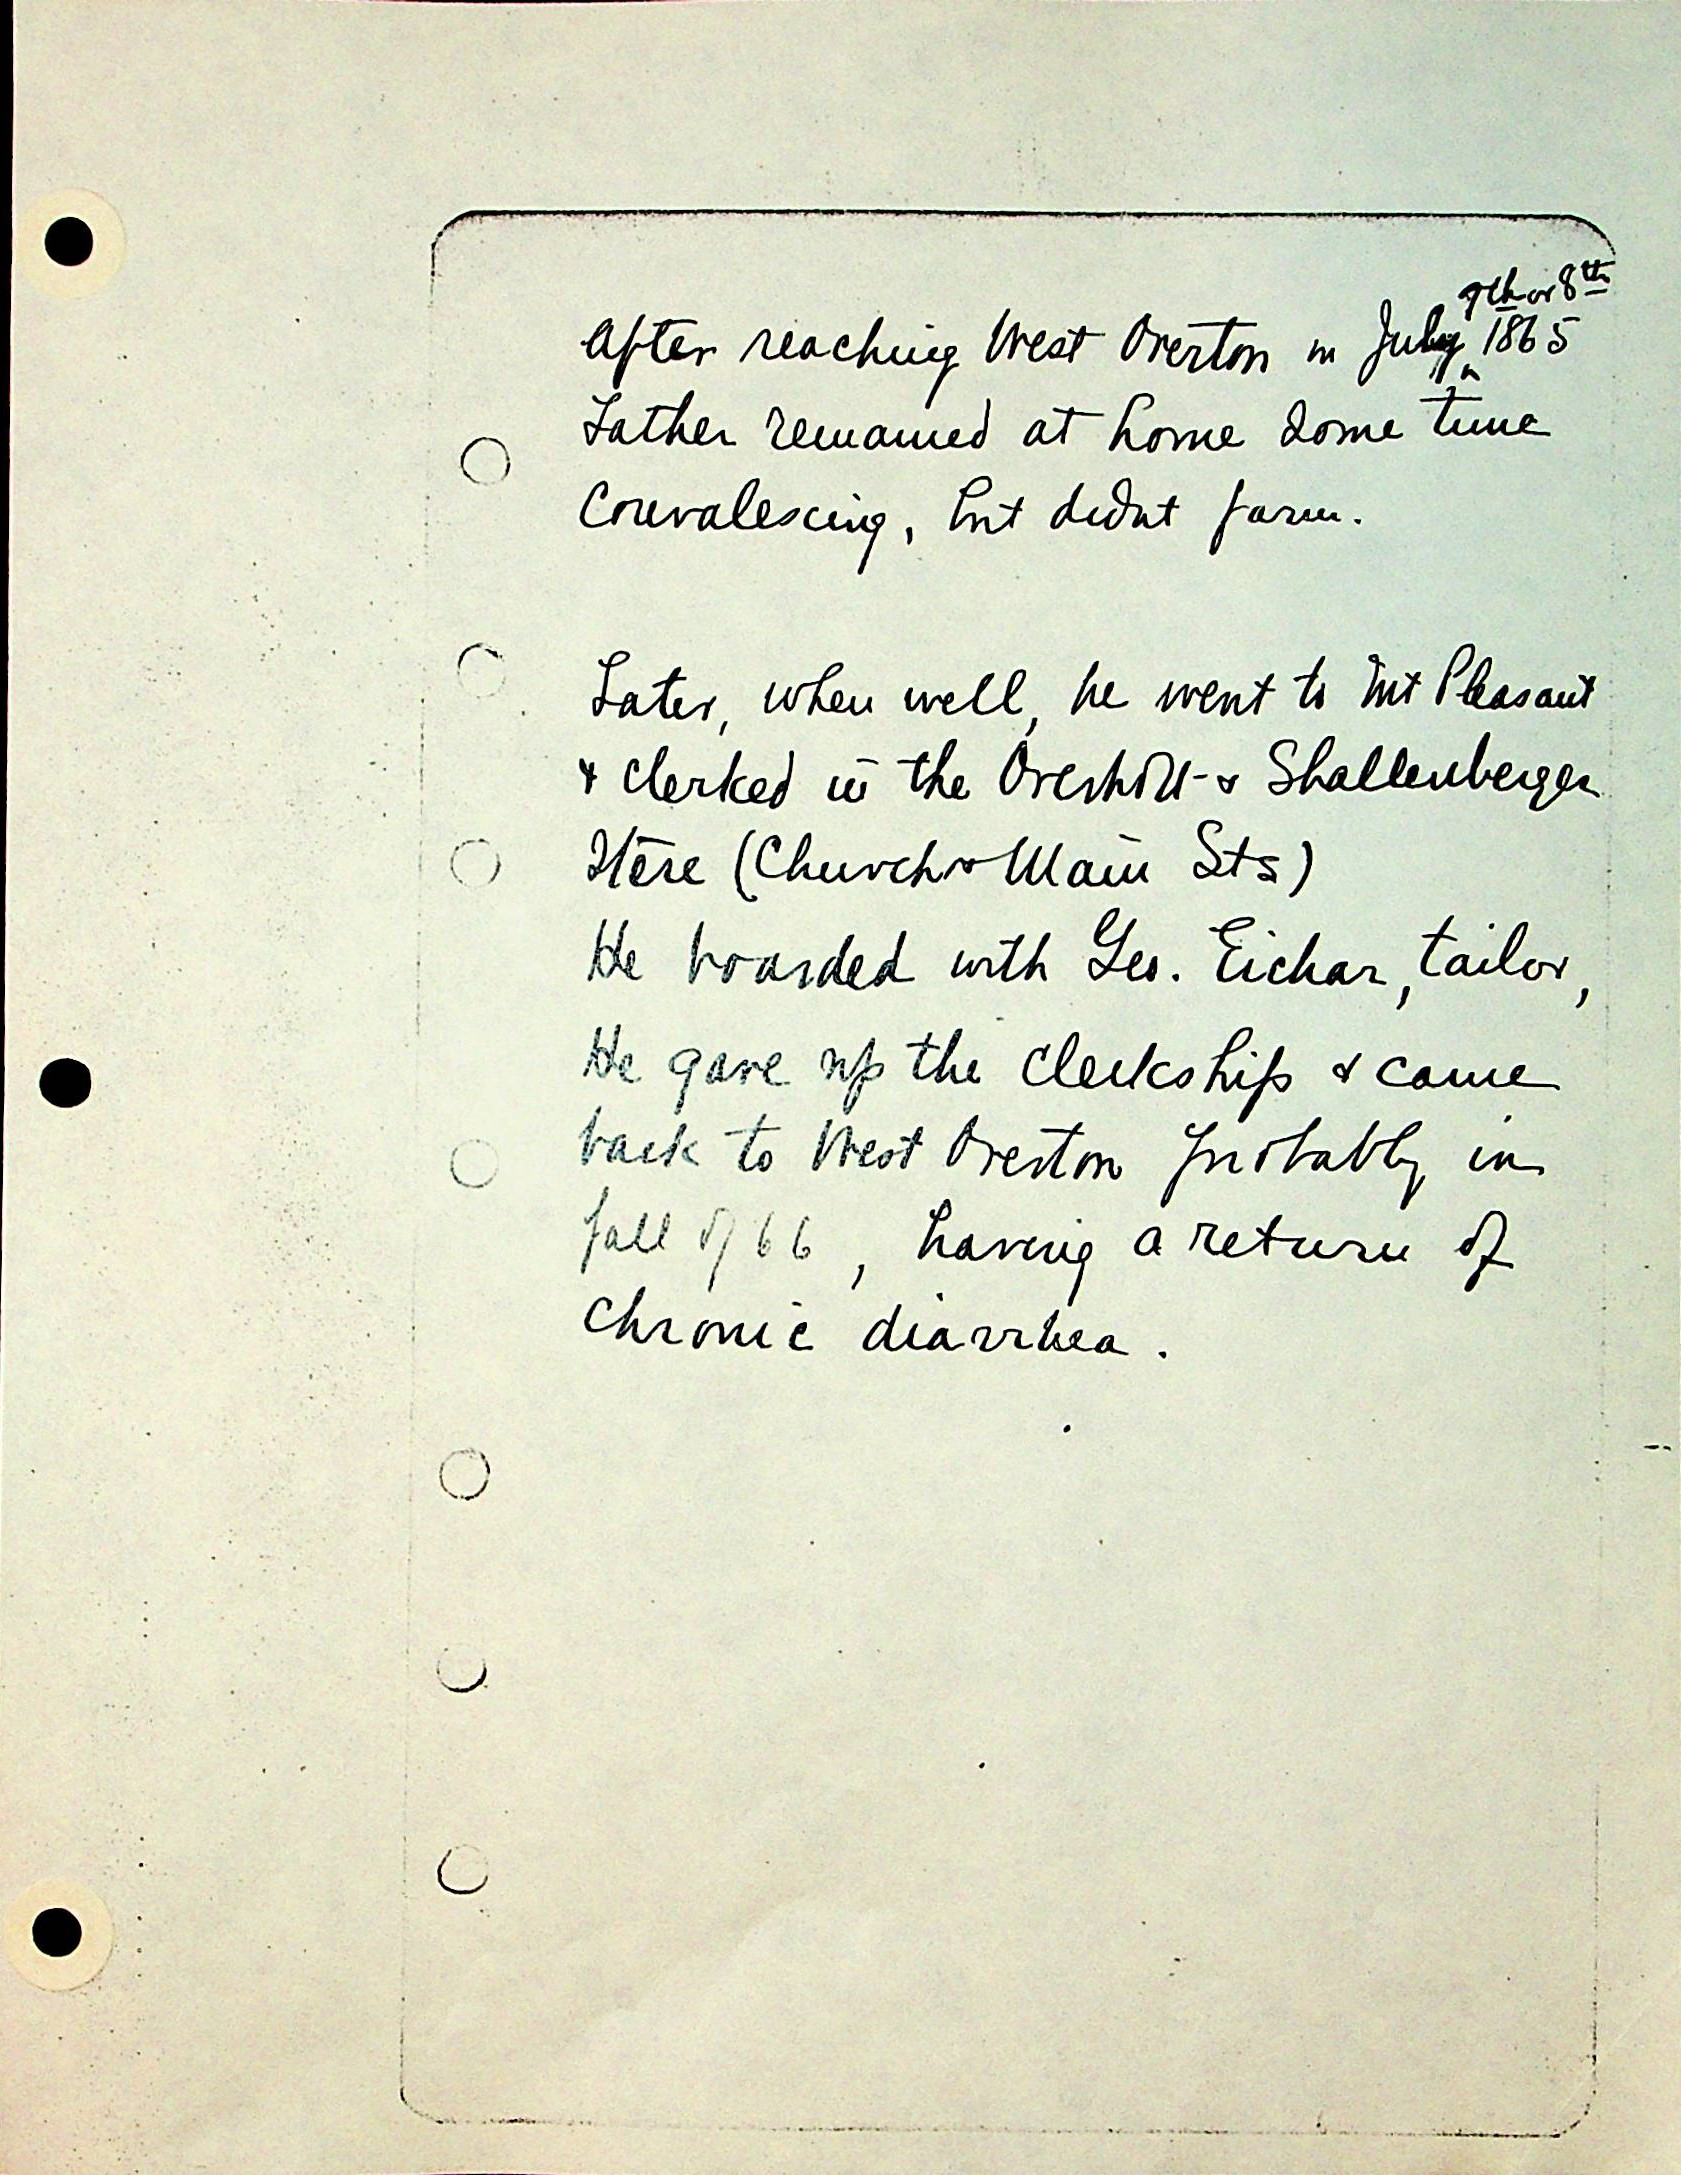 After reaching West Overton in July ^ 7th or 8th 1865
Father remained at home some time
Convalescing, but didnt farm.
Later, when well, he went to Mt Pleasant
& clerked in the Overholt & Shallenberger
Store (Church & Main Sts)
He boarded with Geo. Eichar, tailor,
He gave up the clerkship & came
back to West Overton probably in
fall of 66, having a return of
Chronic diarrhea.